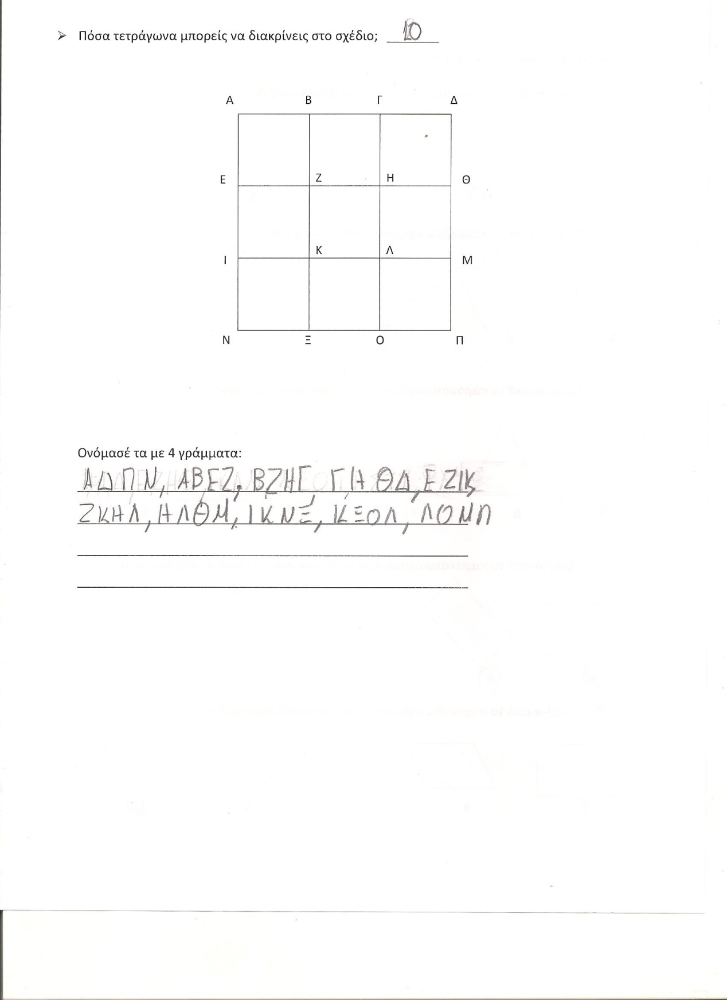 ➤ Πόσα τετράγωνα μπορείς να διακρίνεις στο σχέδιο; 10
Α Β Γ Δ
Ε Ζ Η Θ
Ι Κ Λ Μ
Ν Ξ Ο Π
Ονόμασέ τα με 4 γράμματα:
ΑΔΠΝ, ΑΒΕΖ, ΒΖΗΓ, ΓΗΘΔ, ΕΖΙΚ,
ΖΚΗΛ, ΗΛΘΜ, ΙΚΝΞ, ΚΞΟΛ, ΛΟΜΠ